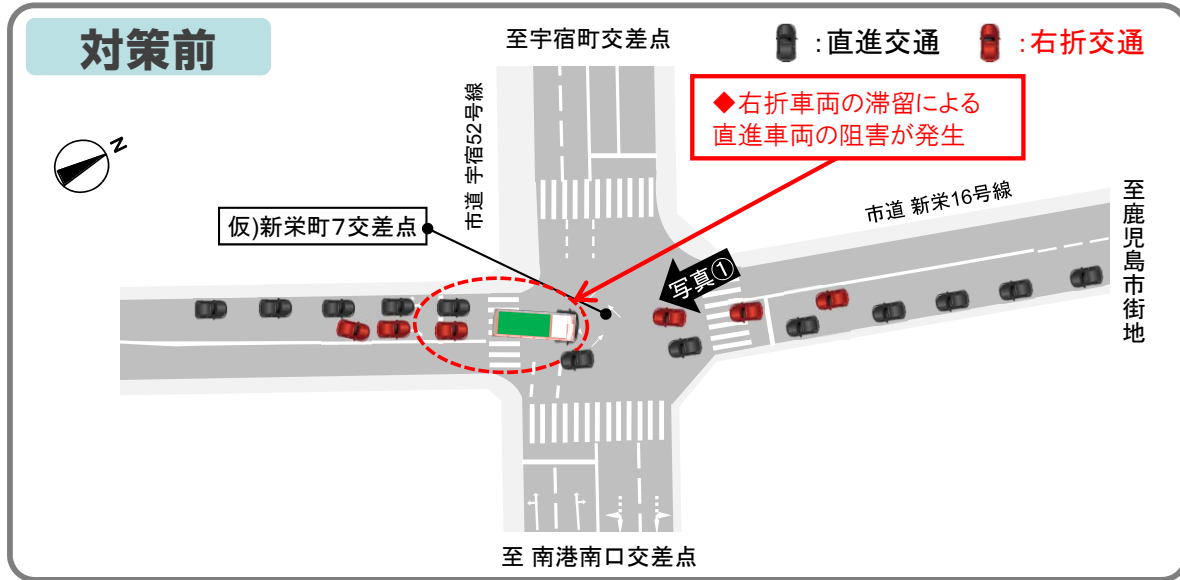 対策前
至宇宿町交差点
:直進交通
:右折交通
◆右折車両の滞留による
直進車両の阻害が発生
N
市道 宇宿52号線
仮)新栄町7交差点
写真①
市道 新栄16号線
至鹿児島市街地
至 南港南口交差点